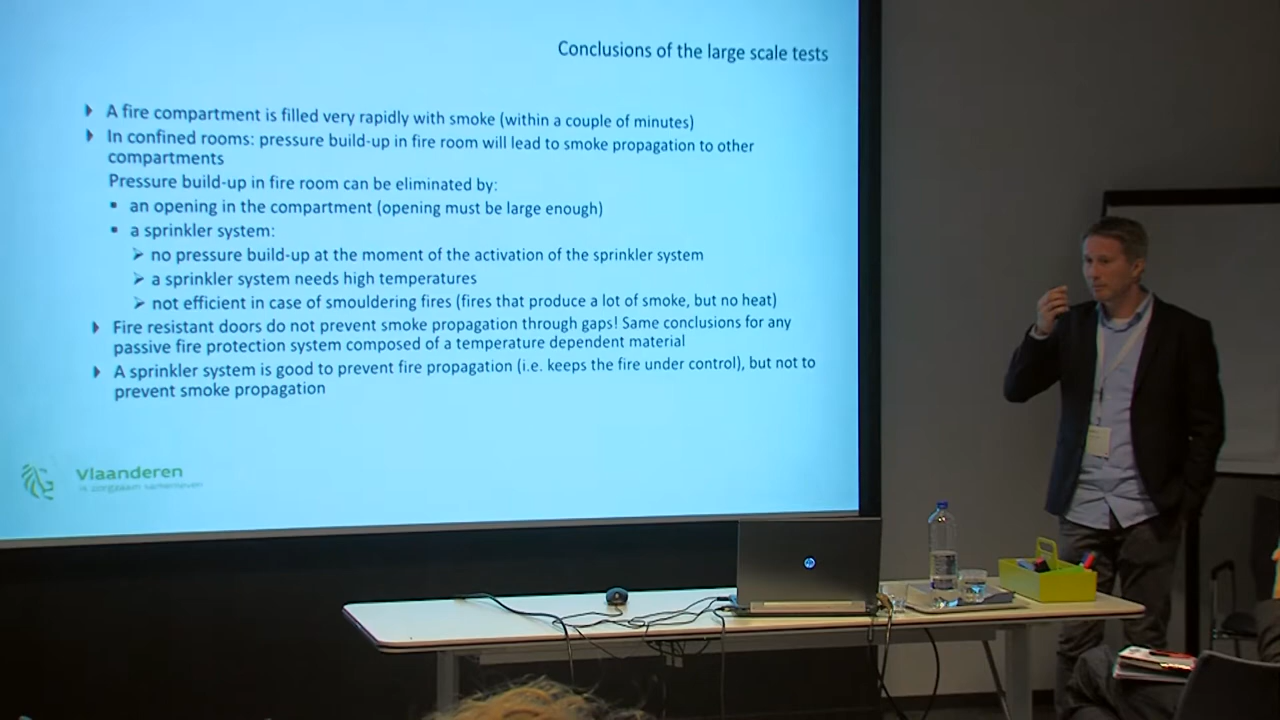 Conclusions of the large scale tests
A fire compartment is filled very rapidly with smoke (within a couple of minutes)
In confined rooms: pressure build-up in fire room will lead to smoke propagation to other
compartments
Pressure build-up in fire room can be eliminated by:
an opening in the compartment (opening must be large enough)
a sprinkler system:
no pressure build-up at the moment of the activation of the sprinkler system
a sprinkler system needs high temperatures
not efficient in case of smouldering fires (fires that produce a lot of smoke, but no heat)
Fire resistant doors do not prevent smoke propagation through gaps! Same conclusions for any
passive fire protection system composed of a temperature dependent material
A sprinkler system is good to prevent fire propagation (i.e. keeps the fire under control), but not to
prevent smoke propagation
Vlaanderen
is zorgzaam samenleven
hp